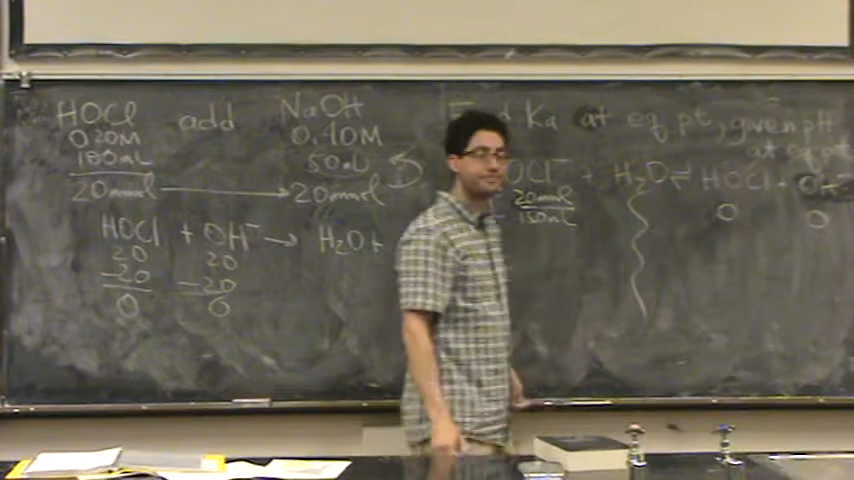 HOCl add NaOH
0.20M 0.40M
100mL 50mL
20mmol → 20mmol
HOCl + OH⁻ → H₂O +
20 20
-20 -20
0 0
Ka at eq. pt, given pH
at eq. pt
OCl⁻ + H₂O ⇌ HOCl + OH⁻
20mmol
150mL 0 0